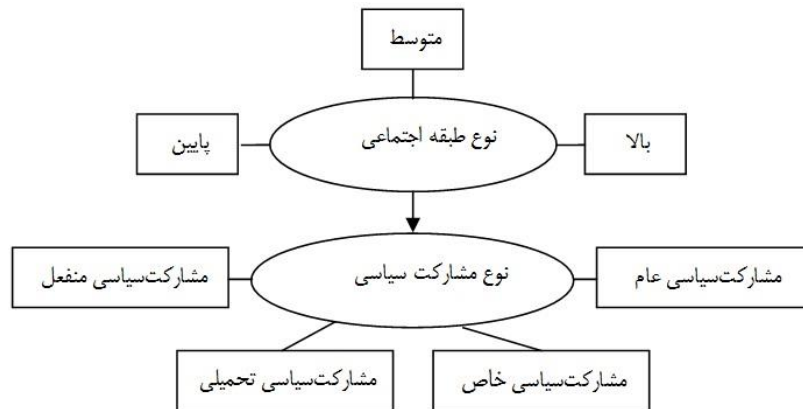 متوسط
بالا
نوع طبقه اجتماعی
پایین
مشارکت‌سیاسی عام
نوع مشارکت سیاسی
مشارکت‌سیاسی منفعل
مشارکت‌سیاسی خاص
مشارکت‌سیاسی تحمیلی